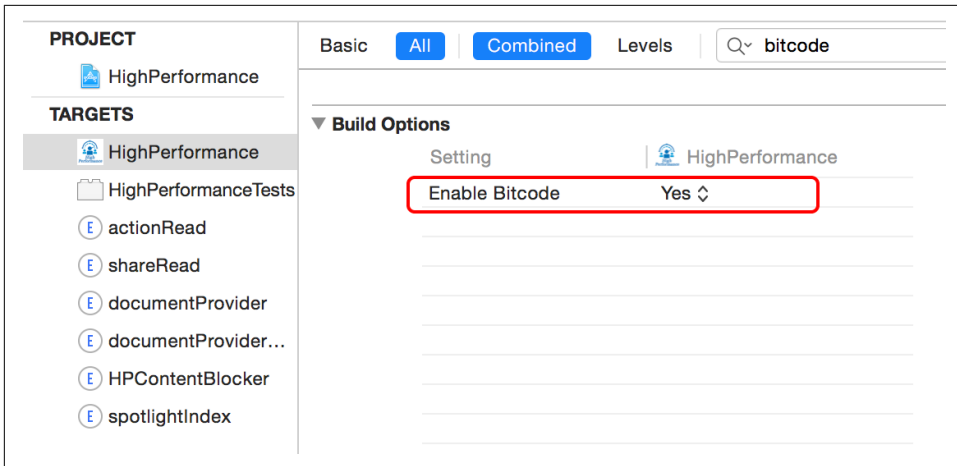 PROJECT
HighPerformance
TARGETS
HighPerformance
HighPerformanceTests
E actionRead
E shareRead
E documentProvider
E documentProvider...
E HPContentBlocker
E spotlightIndex
Basic All Combined Levels bitcode
Build Options
Setting HighPerformance
Enable Bitcode Yes